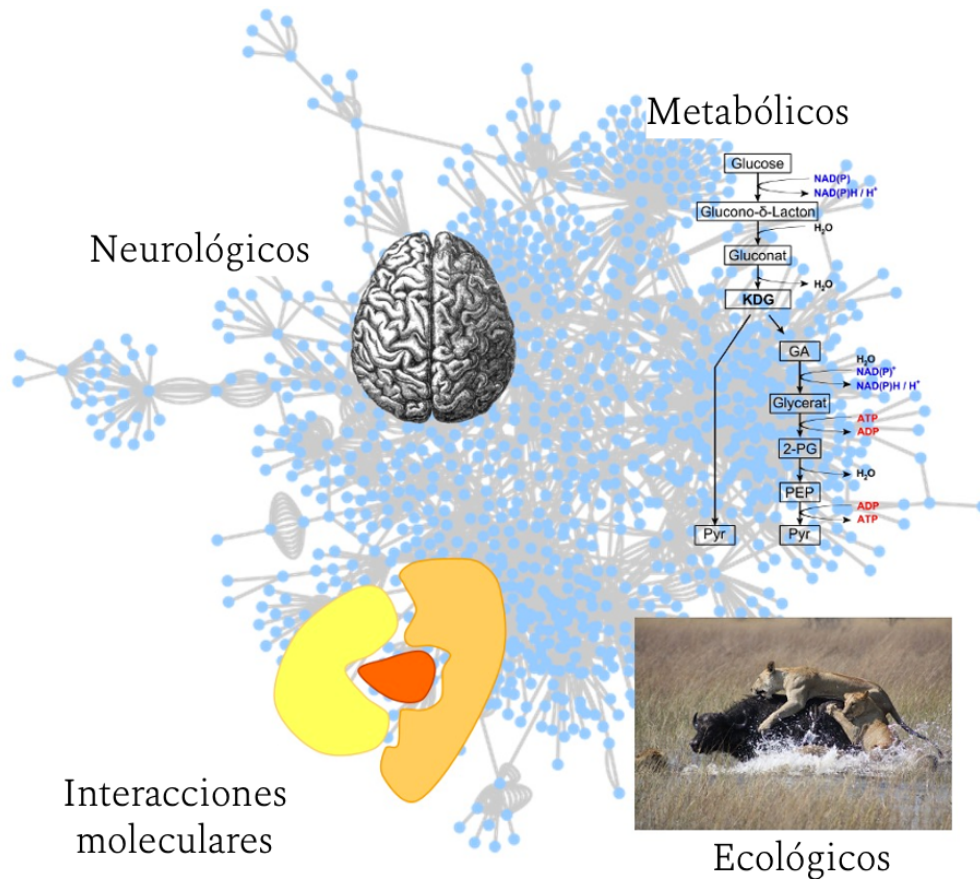 Metabólicos
Glucose
NAD(P)
NAD(P)H / H⁺
Glucono-δ-Lacton
H₂O
Gluconat
H₂O
KDG
GA
H₂O
NAD(P)⁺
NAD(P)H / H⁺
Glycerat
ATP
ADP
2-PG
H₂O
PEP
ADP
ATP
Pyr
Pyr
Neurológicos
Interacciones
moleculares
Ecológicos